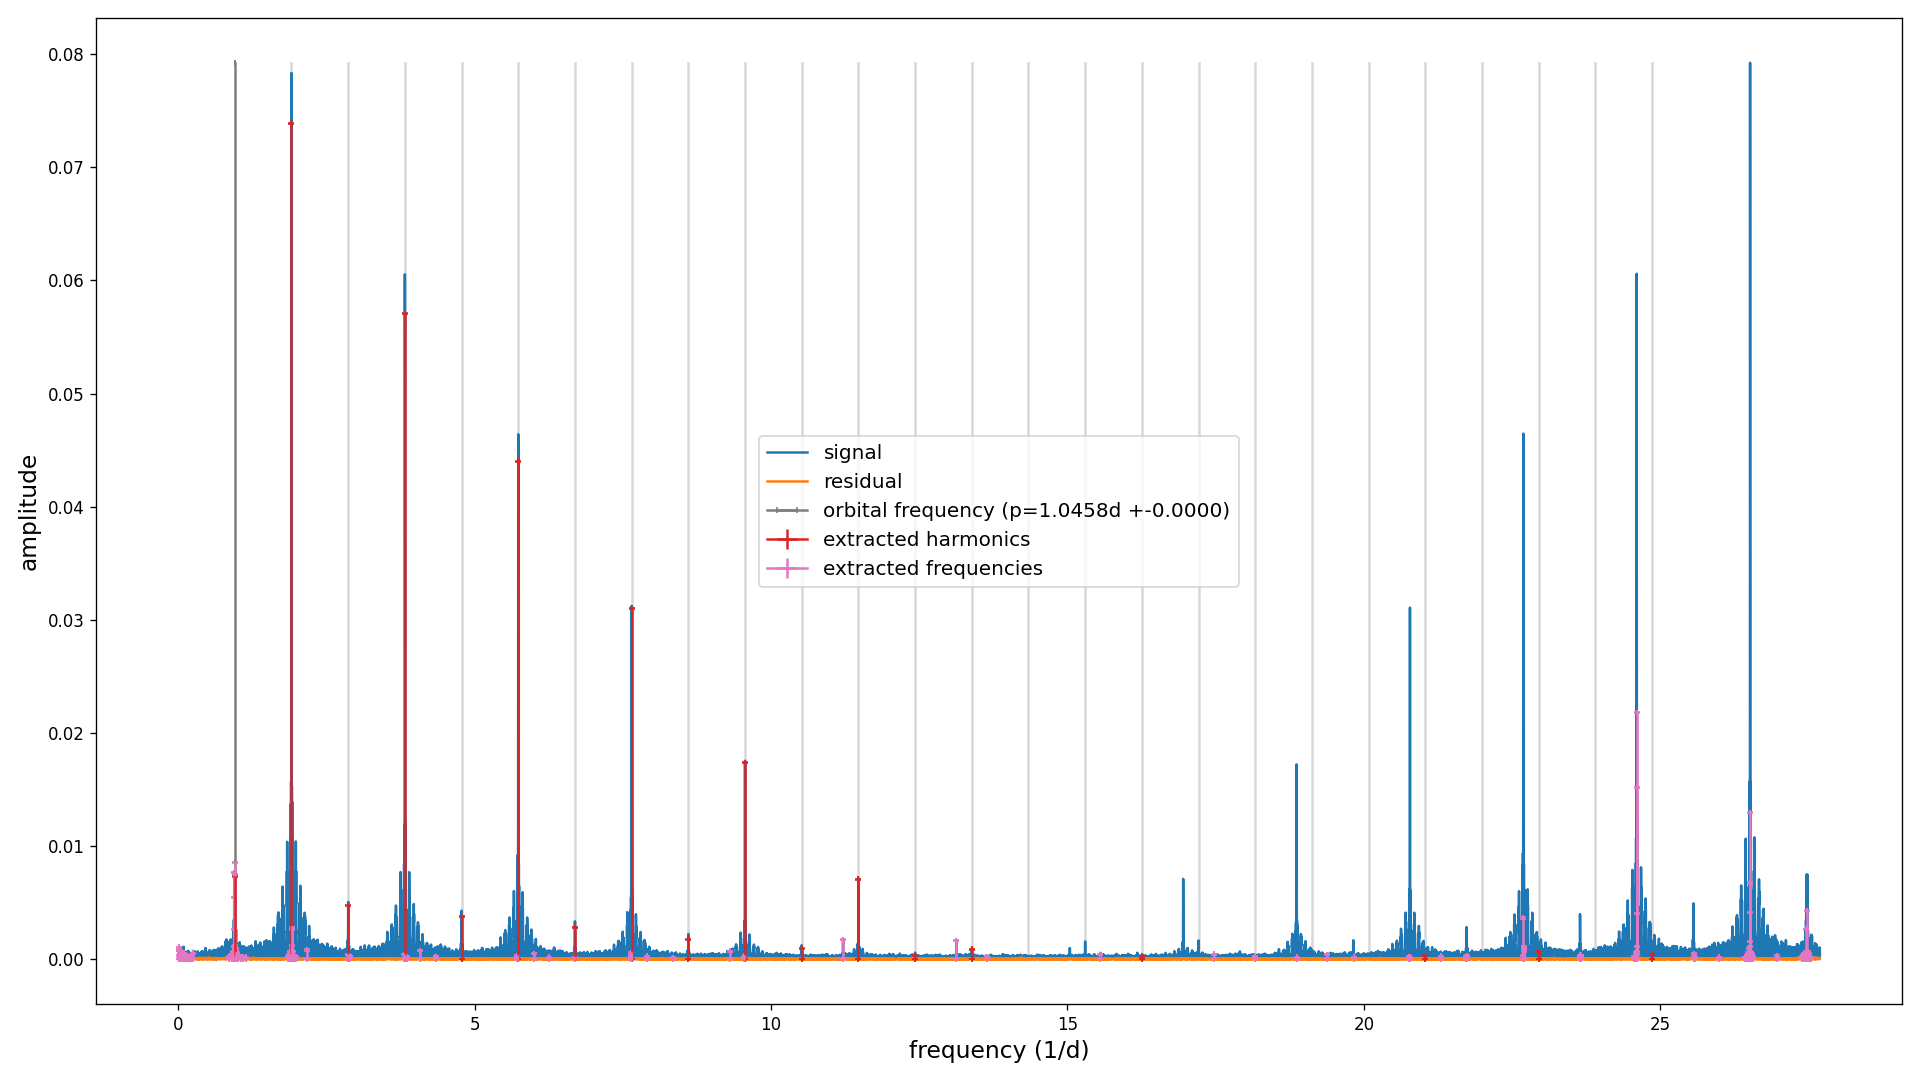 0.08
0.07
0.06
0.05
0.04
0.03
0.02
0.01
0.00
amplitude
signal
residual
orbital frequency (p=1.0458d +-0.0000)
extracted harmonics
extracted frequencies
0
5
10
15
20
25
frequency (1/d)